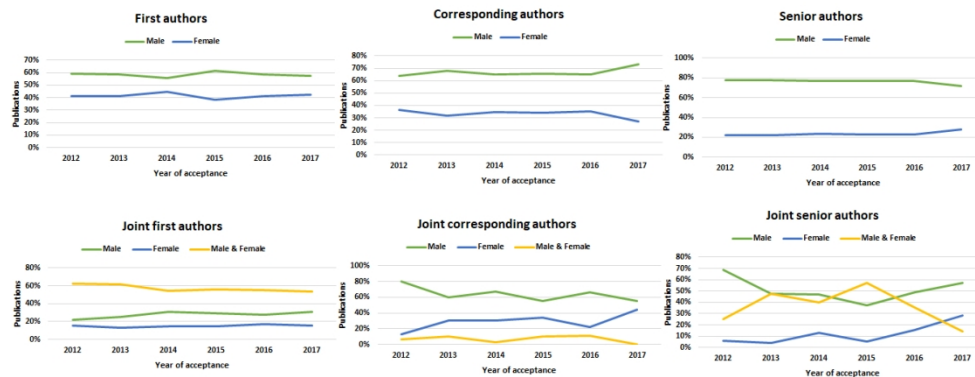 First authors
Male Female
Publications
70%
60%
50%
40%
30%
20%
10%
0%
2012 2013 2014 2015 2016 2017
Year of acceptance
Corresponding authors
Male Female
Publications
80%
70%
60%
50%
40%
30%
20%
10%
0%
2012 2013 2014 2015 2016 2017
Year of acceptance
Senior authors
Male Female
Publications
100%
80%
60%
40%
20%
0%
2012 2013 2014 2015 2016 2017
Year of acceptance
Joint first authors
Male Female Male & Female
Publications
80%
60%
40%
20%
0%
2012 2013 2014 2015 2016 2017
Year of acceptance
Joint corresponding authors
Male Female Male & Female
Publications
100%
80%
60%
40%
20%
0%
2012 2013 2014 2015 2016 2017
Year of acceptance
Joint senior authors
Male Female Male & Female
Publications
80%
70%
60%
50%
40%
30%
20%
10%
0%
2012 2013 2014 2015 2016 2017
Year of acceptance